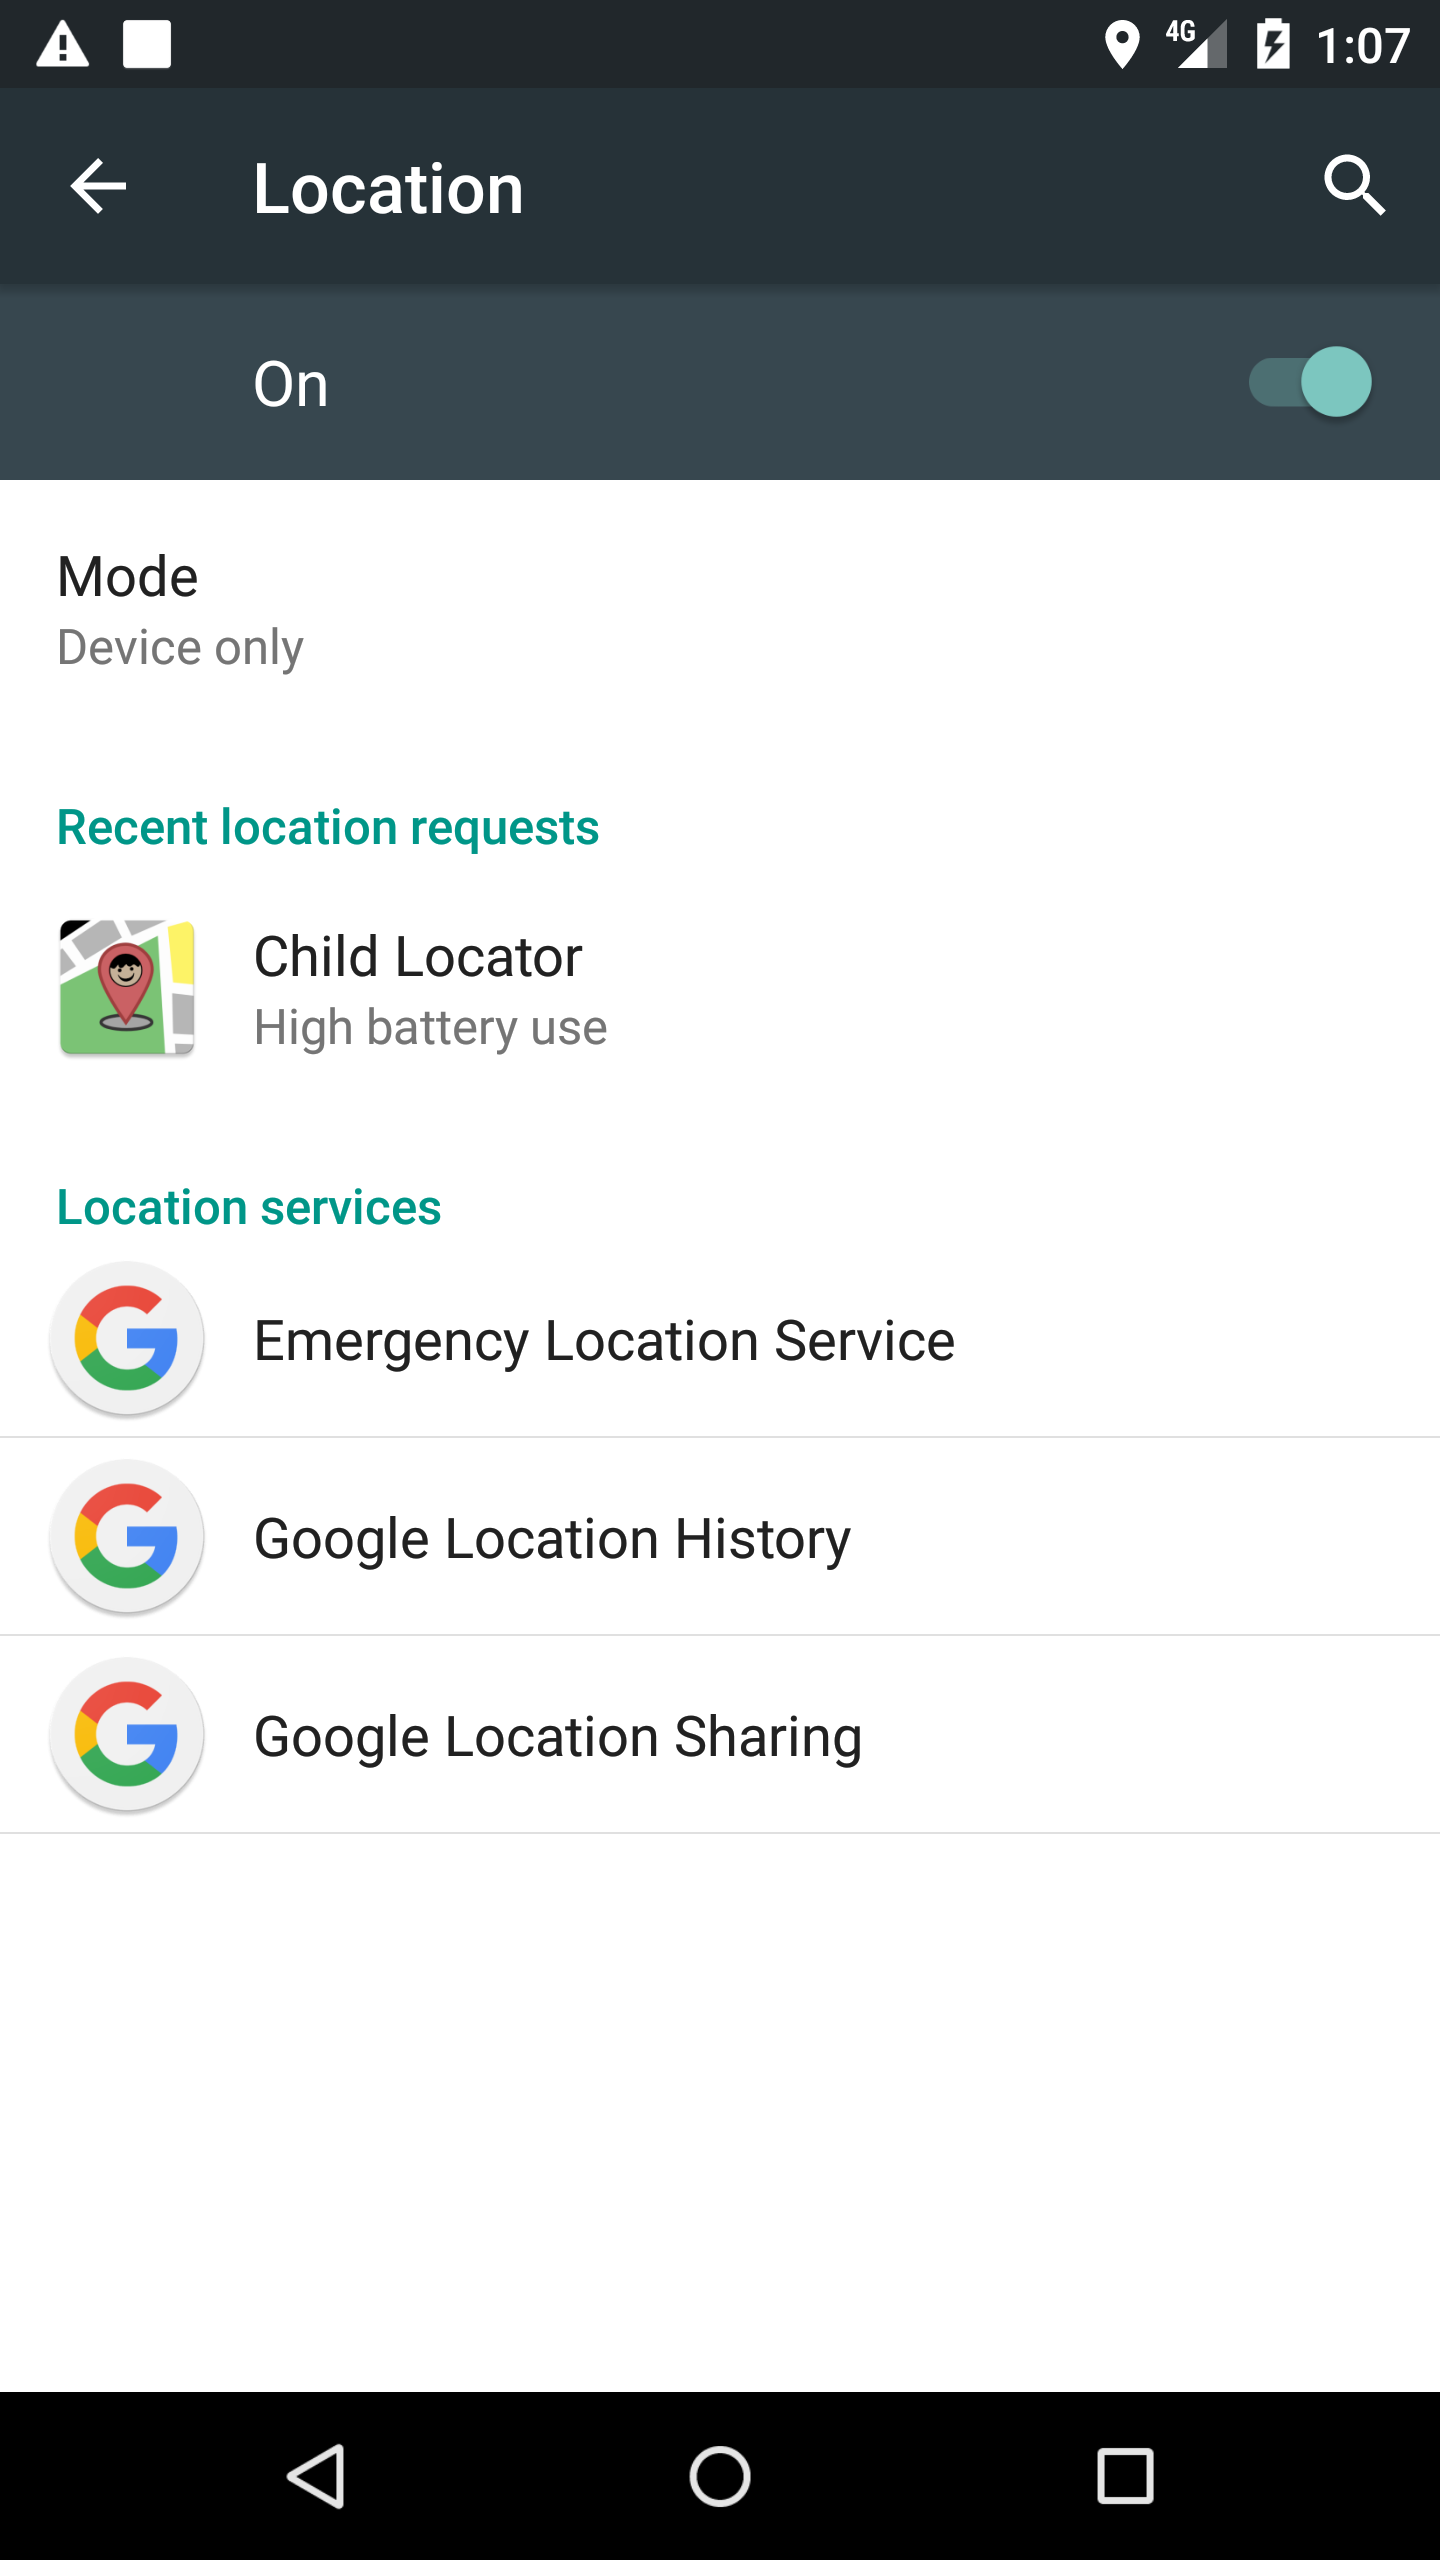 4G 1:07
Location
On
Mode
Device only
Recent location requests
Child Locator
High battery use
Location services
Emergency Location Service
Google Location History
Google Location Sharing